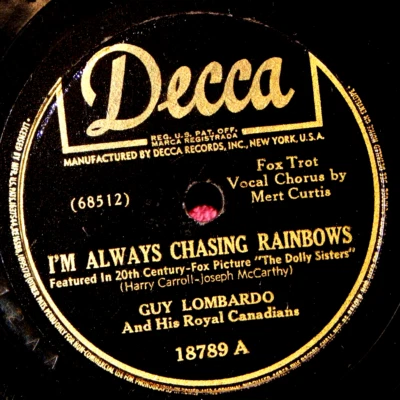 Decca
REG. U.S. PAT. OFF.
MARCA REGISTRADA
MANUFACTURED BY DECCA RECORDS, INC., NEW YORK, U.S.A.
Fox Trot
Vocal Chorus by
Mert Curtis
(68512)
I'M ALWAYS CHASING RAINBOWS
Featured In 20th Century-Fox Picture "The Dolly Sisters"
(Harry Carroll-Joseph McCarthy)
GUY LOMBARDO
And His Royal Canadians
18789 A